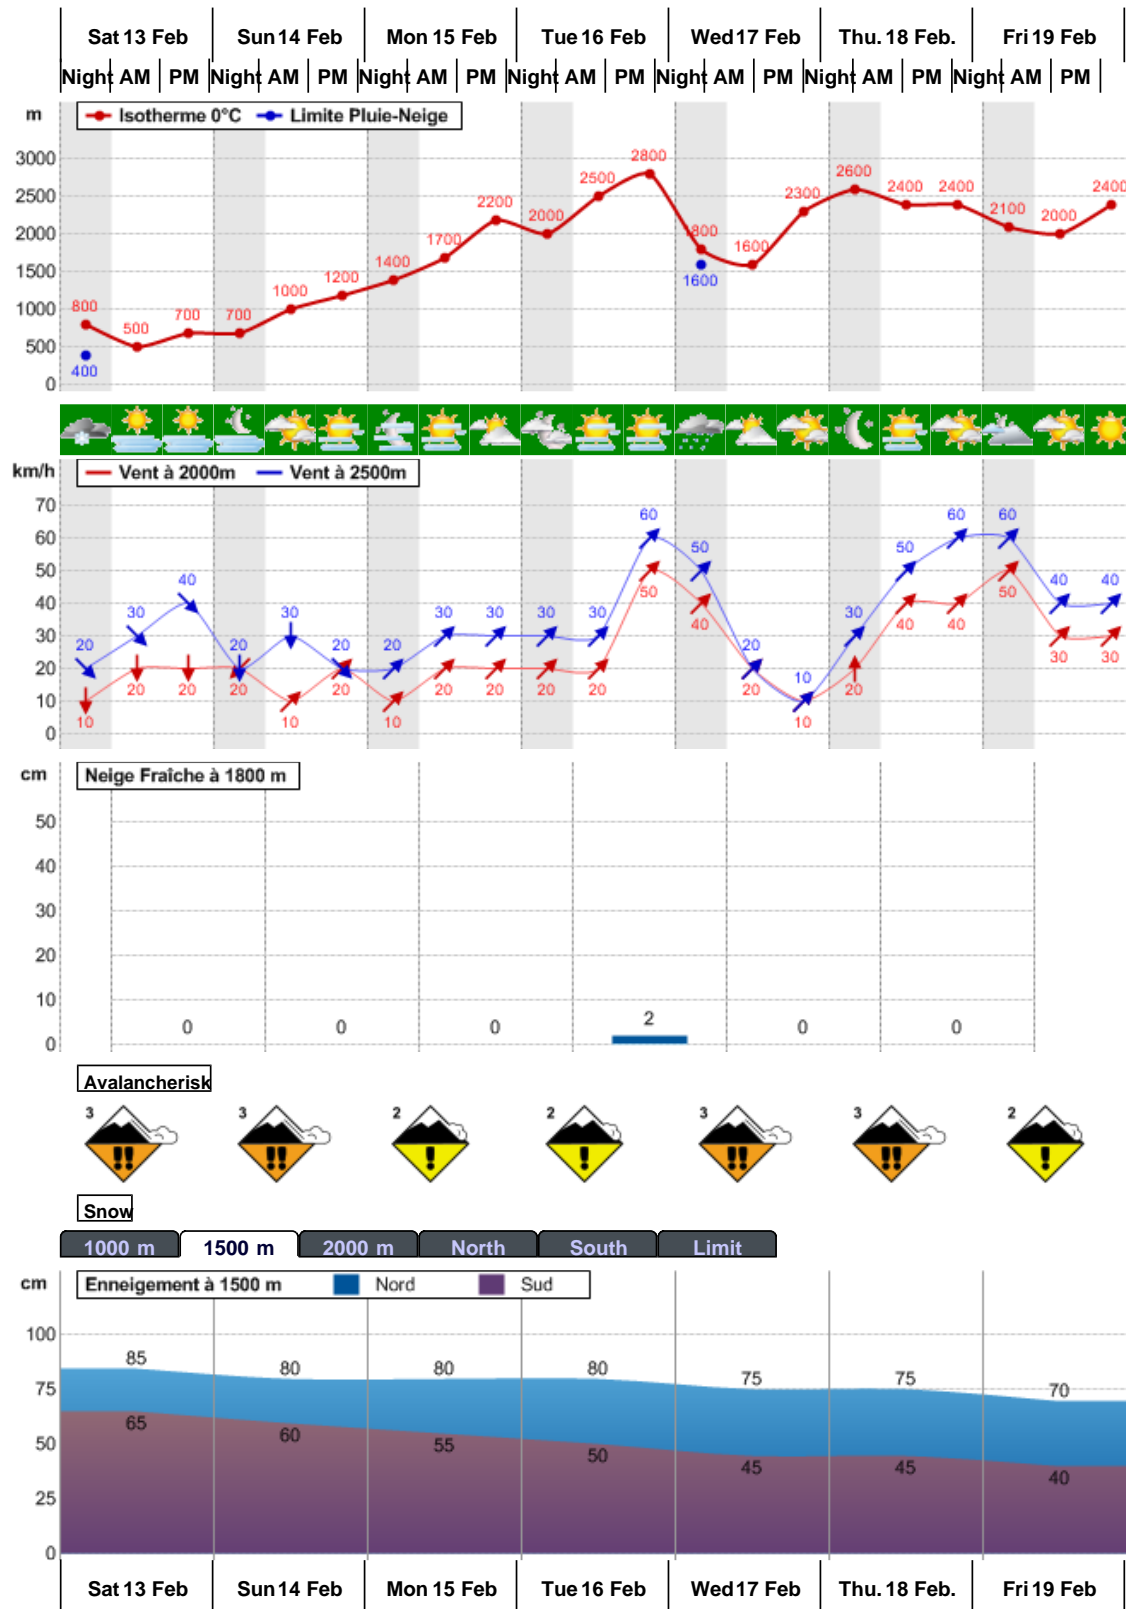 Sat 13 Feb Sun 14 Feb Mon 15 Feb Tue 16 Feb Wed 17 Feb Thu. 18 Feb. Fri 19 Feb
Night AM PM Night AM PM Night AM PM Night AM PM Night AM PM Night AM PM Night AM PM
m
Isotherme 0°C Limite Pluie-Neige
3000
2500
2000
1500
1000
500
0
800 500 700 700 1000 1200 1400 1700 2200 2000 2500 2800 1800 1600 2300 2600 2400 2400 2100 2000 2400
400 1600
km/h
Vent à 2000m Vent à 2500m
70
60
50
40
30
20
10
0
20 30 40 20 30 20 20 30 30 30 30 60 50 20 10 30 50 60 60 40 40
10 20 20 20 10 20 10 20 20 20 20 50 40 20 10 20 40 40 50 30 30
cm
Neige Fraîche à 1800 m
50
40
30
20
10
0
0 0 0 2 0 0
Avalancherisk
3 3 2 2 3 3 2
Snow
1000 m 1500 m 2000 m North South Limit
cm
Enneigement à 1500 m Nord Sud
100
75
50
25
0
85 80 80 80 75 75 70
65 60 55 50 45 45 40
Sat 13 Feb Sun 14 Feb Mon 15 Feb Tue 16 Feb Wed 17 Feb Thu. 18 Feb. Fri 19 Feb